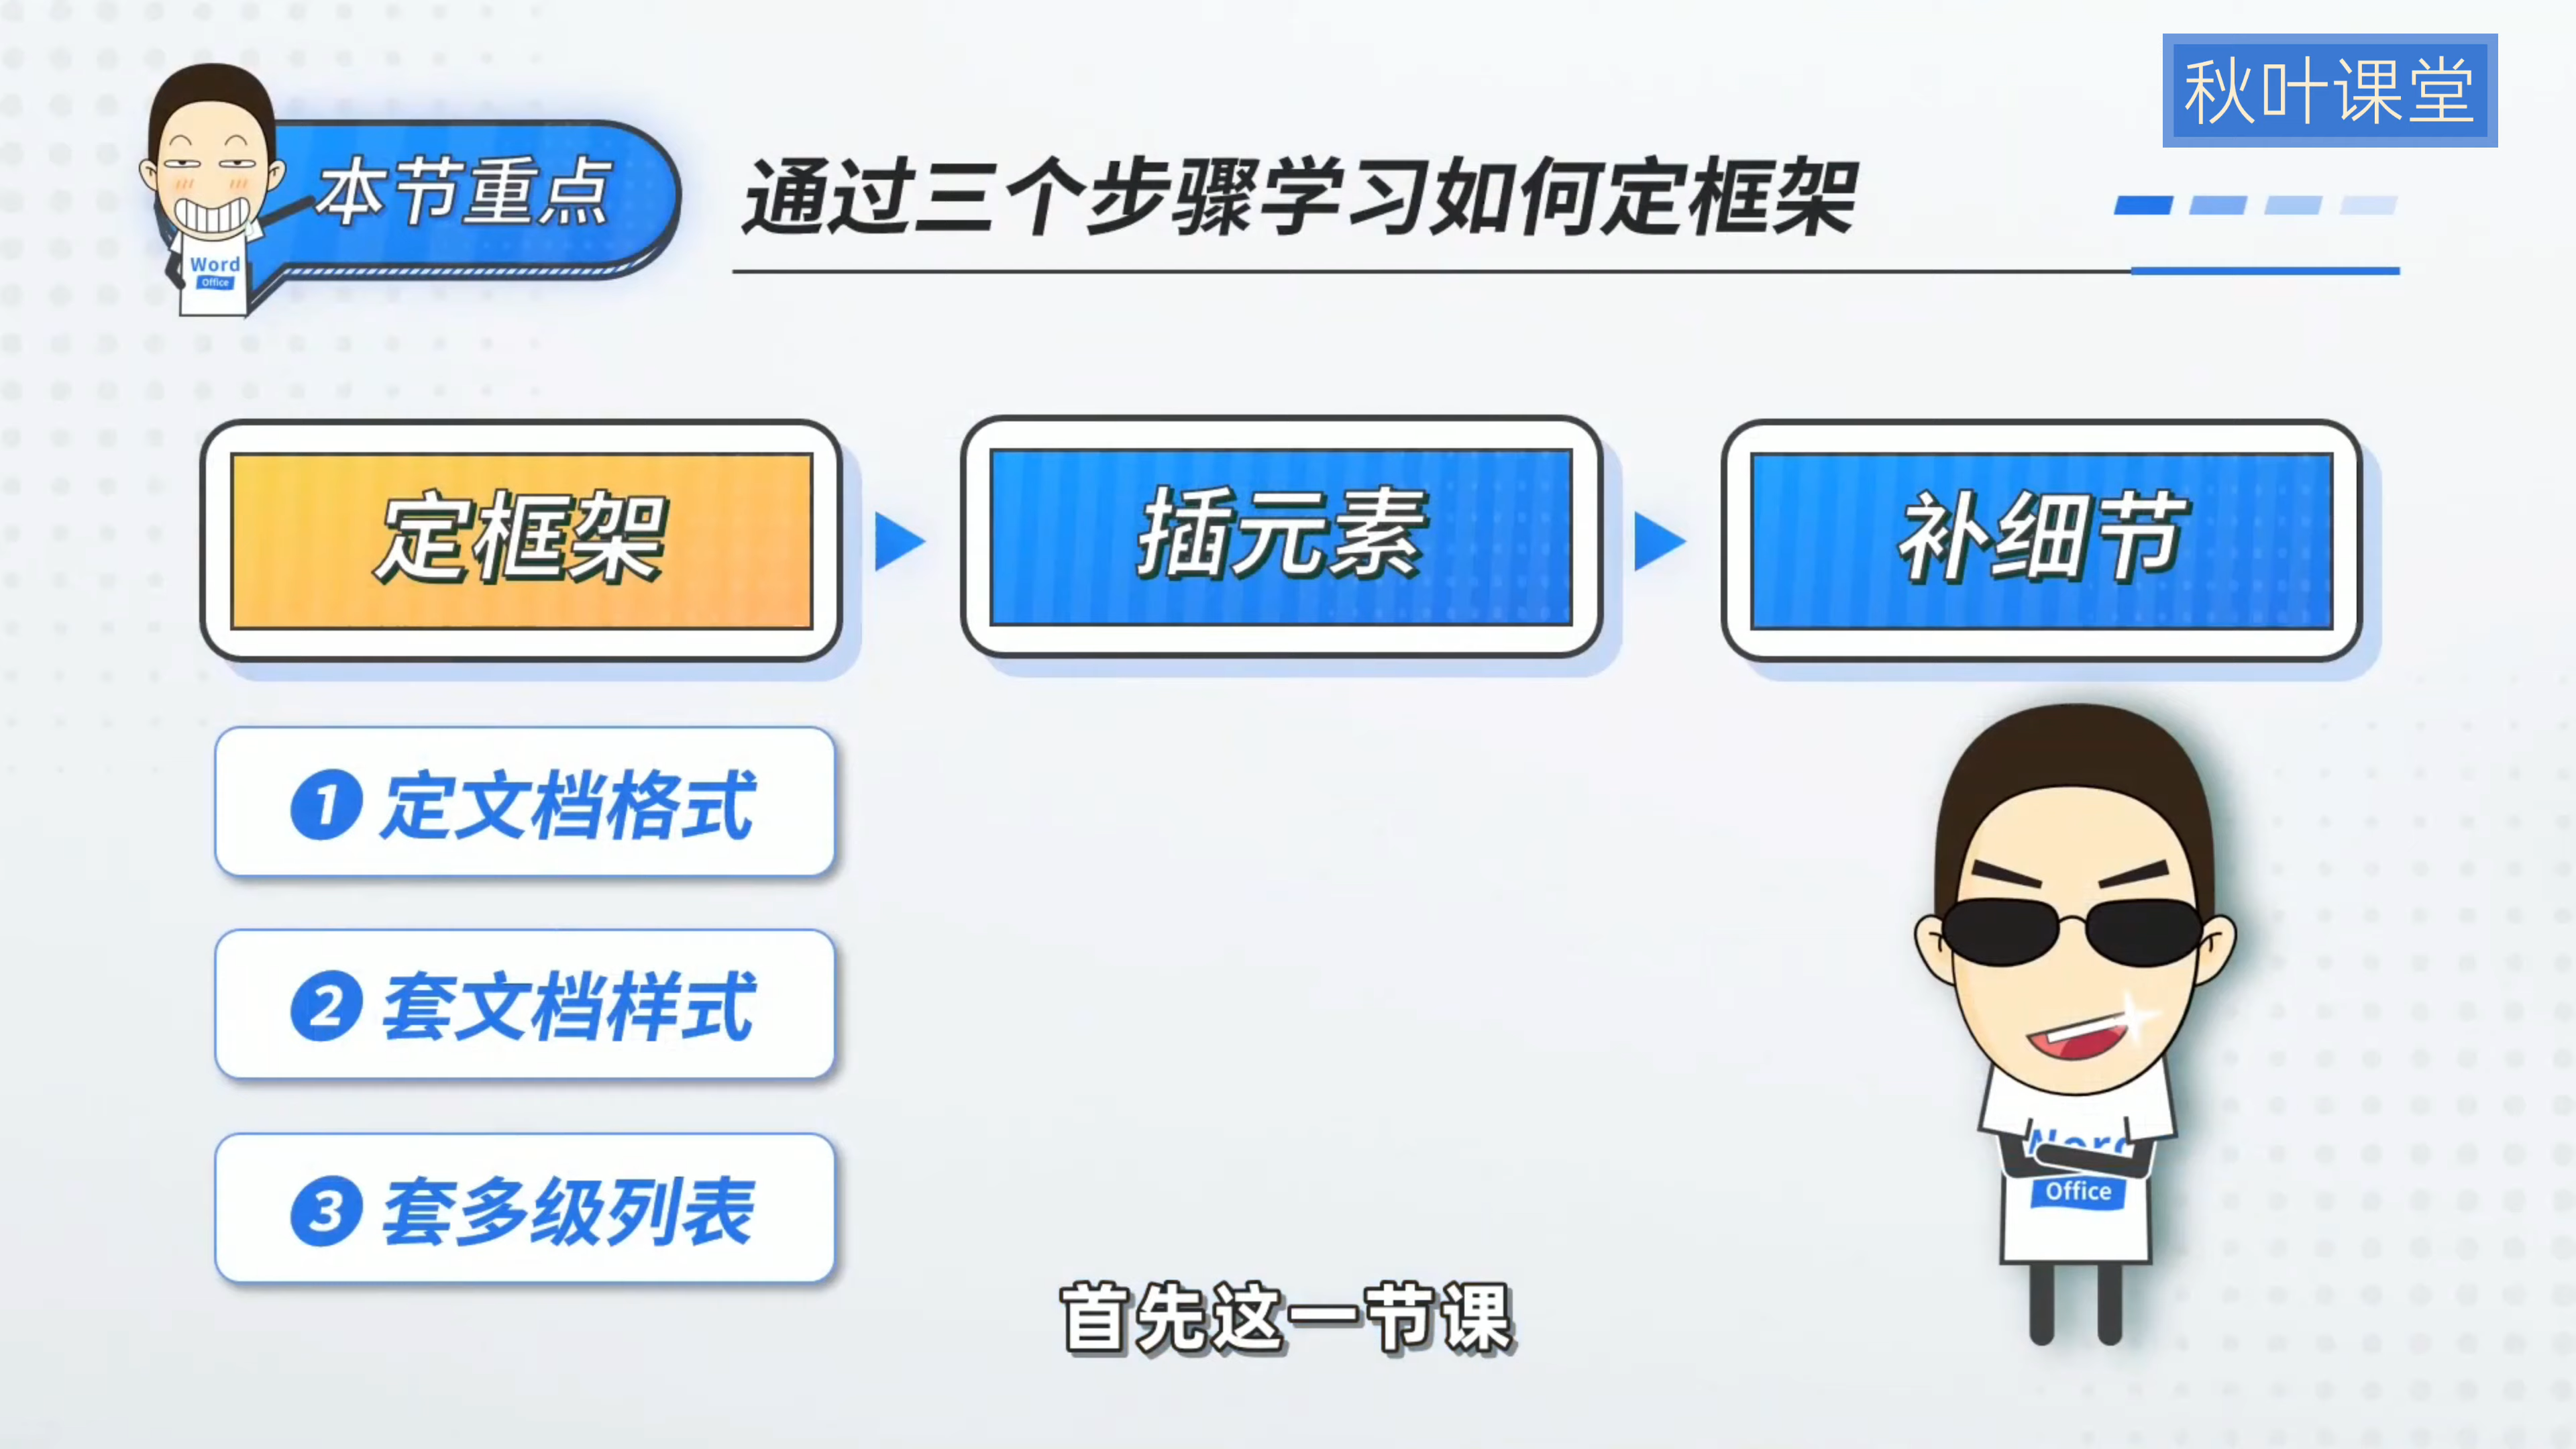 秋叶课堂
本节重点
通过三个步骤学习如何定框架
Word
Office
定框架
插元素
补细节
1 定文档格式
2 套文档样式
3 套多级列表
Office
首先这一节课